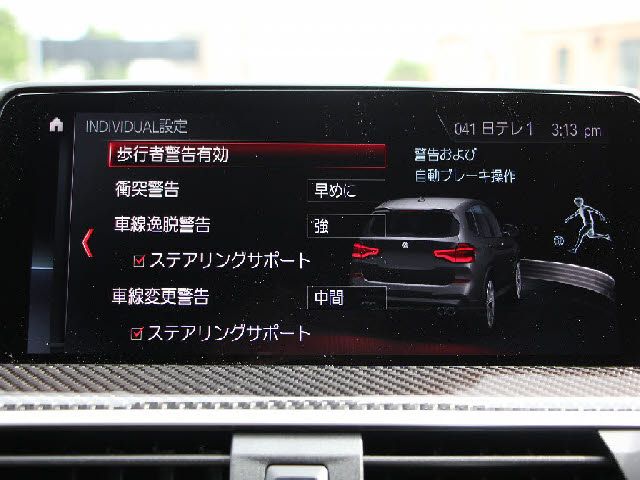 INDIVIDUAL設定
041 日テレ1 3:13 pm
歩行者警告有効
警告および
自動ブレーキ操作
衝突警告 早めに
車線逸脱警告 強
ステアリングサポート
車線変更警告 中間
ステアリングサポート